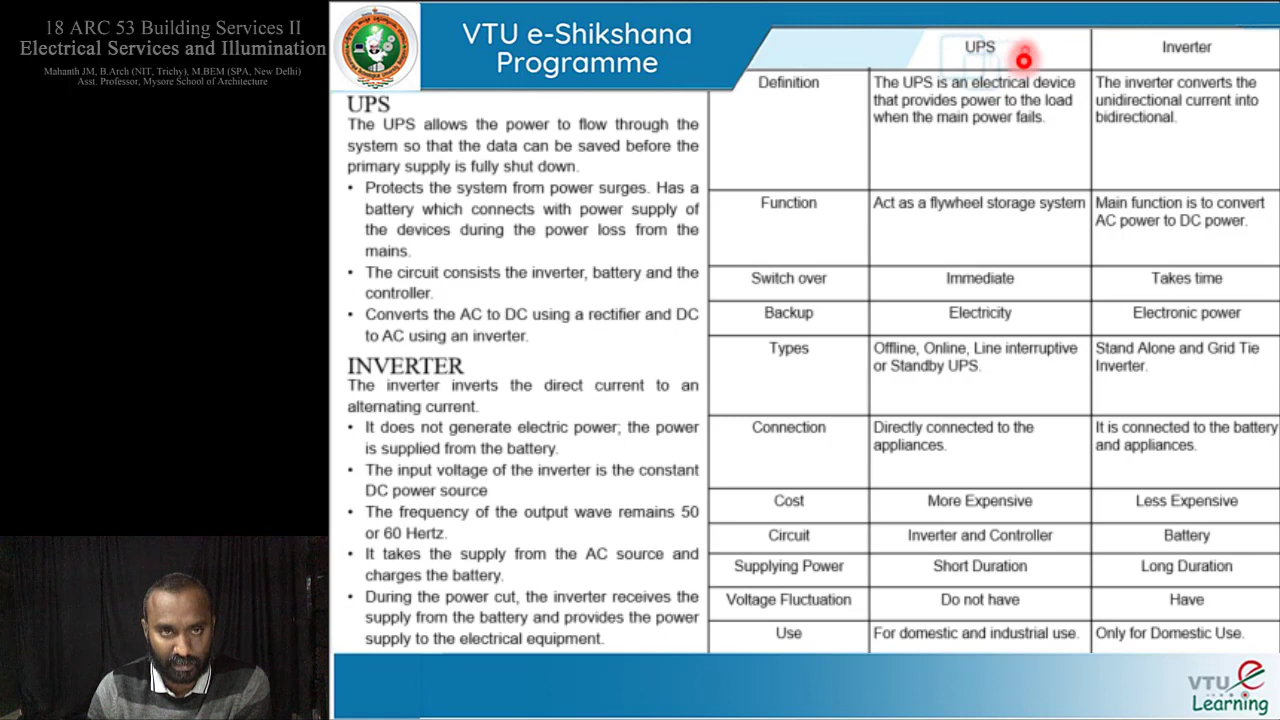 18 ARC 53 Building Services II
Electrical Services and Illumination
Mahanth JM, B.Arch (NIT, Trichy), M.BEM (SPA, New Delhi)
Asst. Professor, Mysore School of Architecture
VTU e-Shikshana
Programme
UPS
The UPS allows the power to flow through the
system so that the data can be saved before the
primary supply is fully shut down.
• Protects the system from power surges. Has a
battery which connects with power supply of
the devices during the power loss from the
mains.
• The circuit consists the inverter, battery and the
controller.
• Converts the AC to DC using a rectifier and DC
to AC using an inverter.
INVERTER
The inverter inverts the direct current to an
alternating current.
• It does not generate electric power; the power
is supplied from the battery.
• The input voltage of the inverter is the constant
DC power source
• The frequency of the output wave remains 50
or 60 Hertz.
• It takes the supply from the AC source and
charges the battery.
• During the power cut, the inverter receives the
supply from the battery and provides the power
supply to the electrical equipment.
UPS Inverter
Definition The UPS is an electrical device The inverter converts the
that provides power to the load unidirectional current into
when the main power fails. bidirectional.
Function Act as a flywheel storage system Main function is to convert
AC power to DC power.
Switch over Immediate Takes time
Backup Electricity Electronic power
Types Offline, Online, Line interruptive Stand Alone and Grid Tie
or Standby UPS. Inverter.
Connection Directly connected to the It is connected to the battery
appliances. and appliances.
Cost More Expensive Less Expensive
Circuit Inverter and Controller Battery
Supplying Power Short Duration Long Duration
Voltage Fluctuation Do not have Have
Use For domestic and industrial use. Only for Domestic Use.
VTU e
Learning